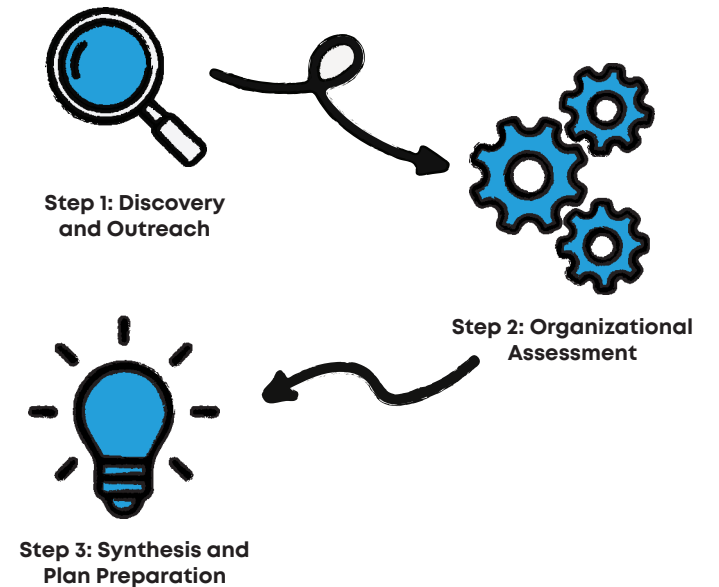 Step 1: Discovery
and Outreach
Step 2: Organizational
Assessment
Step 3: Synthesis and
Plan Preparation